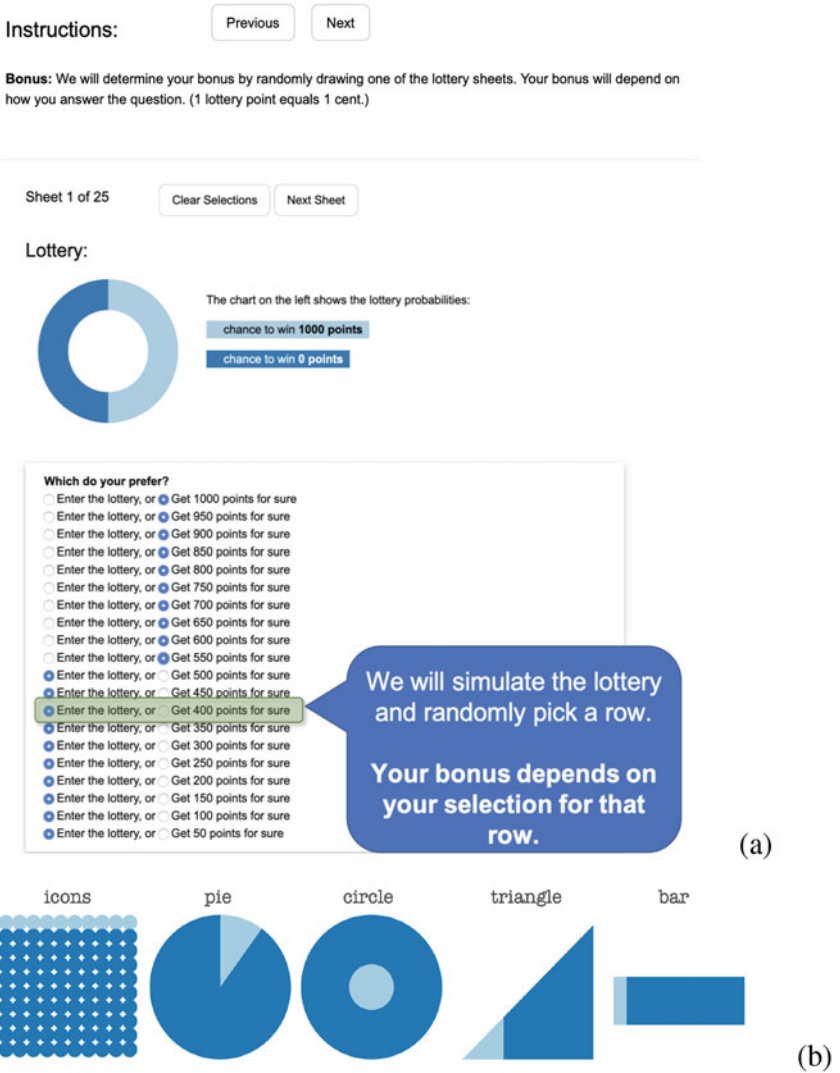 Instructions:
Previous
Next
Bonus: We will determine your bonus by randomly drawing one of the lottery sheets. Your bonus will depend on
how you answer the question. (1 lottery point equals 1 cent.)
Sheet 1 of 25
Clear Selections
Next Sheet
Lottery:
The chart on the left shows the lottery probabilities:
chance to win 1000 points
chance to win 0 points
Which do your prefer?
Enter the lottery, or Get 1000 points for sure
Enter the lottery, or Get 950 points for sure
Enter the lottery, or Get 900 points for sure
Enter the lottery, or Get 850 points for sure
Enter the lottery, or Get 800 points for sure
Enter the lottery, or Get 750 points for sure
Enter the lottery, or Get 700 points for sure
Enter the lottery, or Get 650 points for sure
Enter the lottery, or Get 600 points for sure
Enter the lottery, or Get 550 points for sure
Enter the lottery, or Get 500 points for sure
Enter the lottery, or Get 450 points for sure
Enter the lottery, or Get 400 points for sure
Enter the lottery, or Get 350 points for sure
Enter the lottery, or Get 300 points for sure
Enter the lottery, or Get 250 points for sure
Enter the lottery, or Get 200 points for sure
Enter the lottery, or Get 150 points for sure
Enter the lottery, or Get 100 points for sure
Enter the lottery, or Get 50 points for sure
We will simulate the lottery
and randomly pick a row.
Your bonus depends on
your selection for that
row.
(a)
icons
pie
circle
triangle
bar
(b)